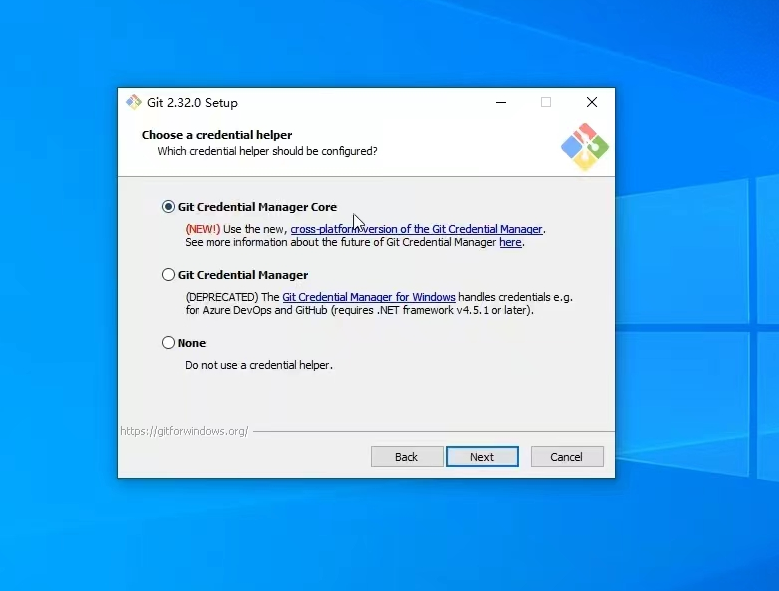 Git 2.32.0 Setup
Choose a credential helper
Which credential helper should be configured?
Git Credential Manager Core
(NEW!) Use the new, cross-platform version of the Git Credential Manager.
See more information about the future of Git Credential Manager here.
Git Credential Manager
(DEPRECATED) The Git Credential Manager for Windows handles credentials e.g.
for Azure DevOps and GitHub (requires .NET framework v4.5.1 or later).
None
Do not use a credential helper.
https://gitforwindows.org/
Back Next Cancel